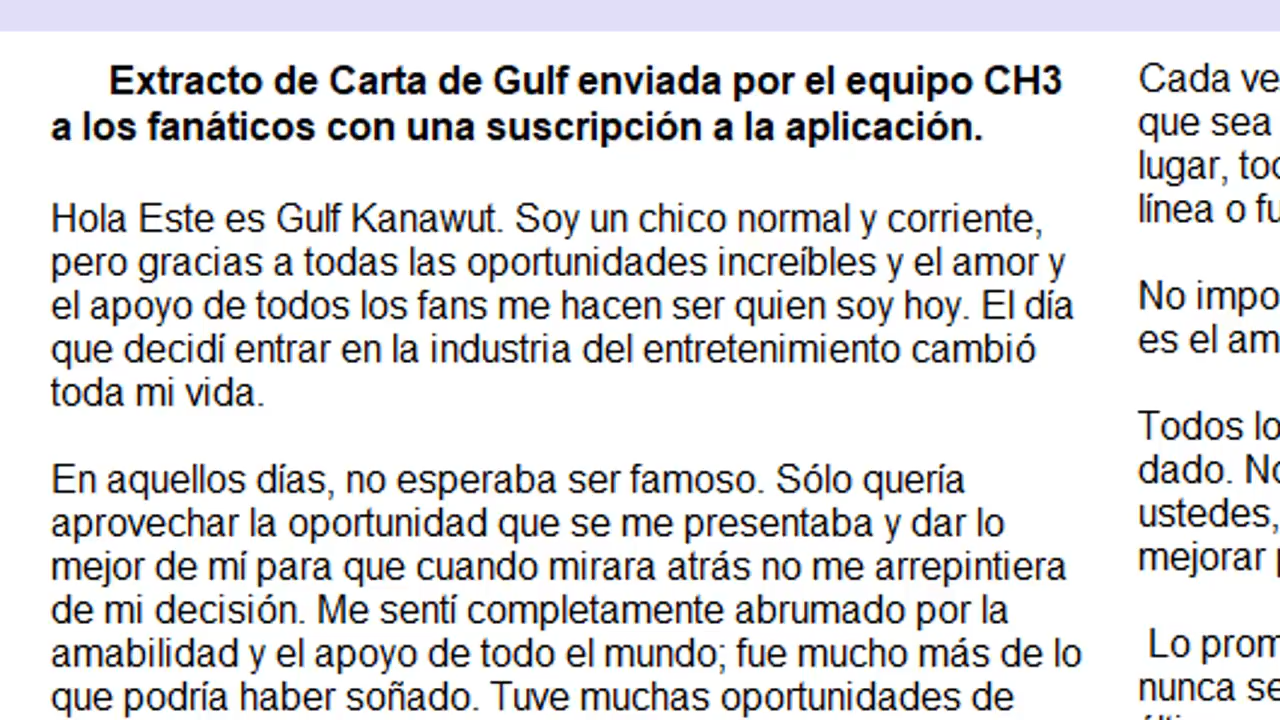 Extracto de Carta de Gulf enviada por el equipo CH3
a los fanáticos con una suscripción a la aplicación.
Hola Este es Gulf Kanawut. Soy un chico normal y corriente,
pero gracias a todas las oportunidades increíbles y el amor y
el apoyo de todos los fans me hacen ser quien soy hoy. El día
que decidí entrar en la industria del entretenimiento cambió
toda mi vida.
En aquellos días, no esperaba ser famoso. Sólo quería
aprovechar la oportunidad que se me presentaba y dar lo
mejor de mí para que cuando mirara atrás no me arrepintiera
de mi decisión. Me sentí completamente abrumado por la
amabilidad y el apoyo de todo el mundo; fue mucho más de lo
que podría haber soñado. Tuve muchas oportunidades de
Cada ve
que sea
lugar, to
línea o fu
No impo
es el am
Todos lo
dado. No
ustedes,
mejorar
Lo prom
nunca se